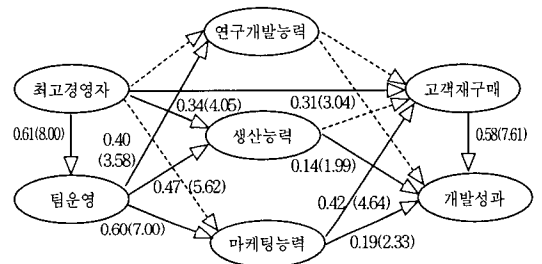 연구개발능력
최고경영자
0.34(4.05)
0.31(3.04)
고객재구매
0.61(8.00)
0.40
(3.58)
생산능력
0.58(7.61)
0.14(1.99)
팀운영
0.47 (5.62)
0.42 (4.64)
개발성과
0.60(7.00)
마케팅능력
0.19(2.33)